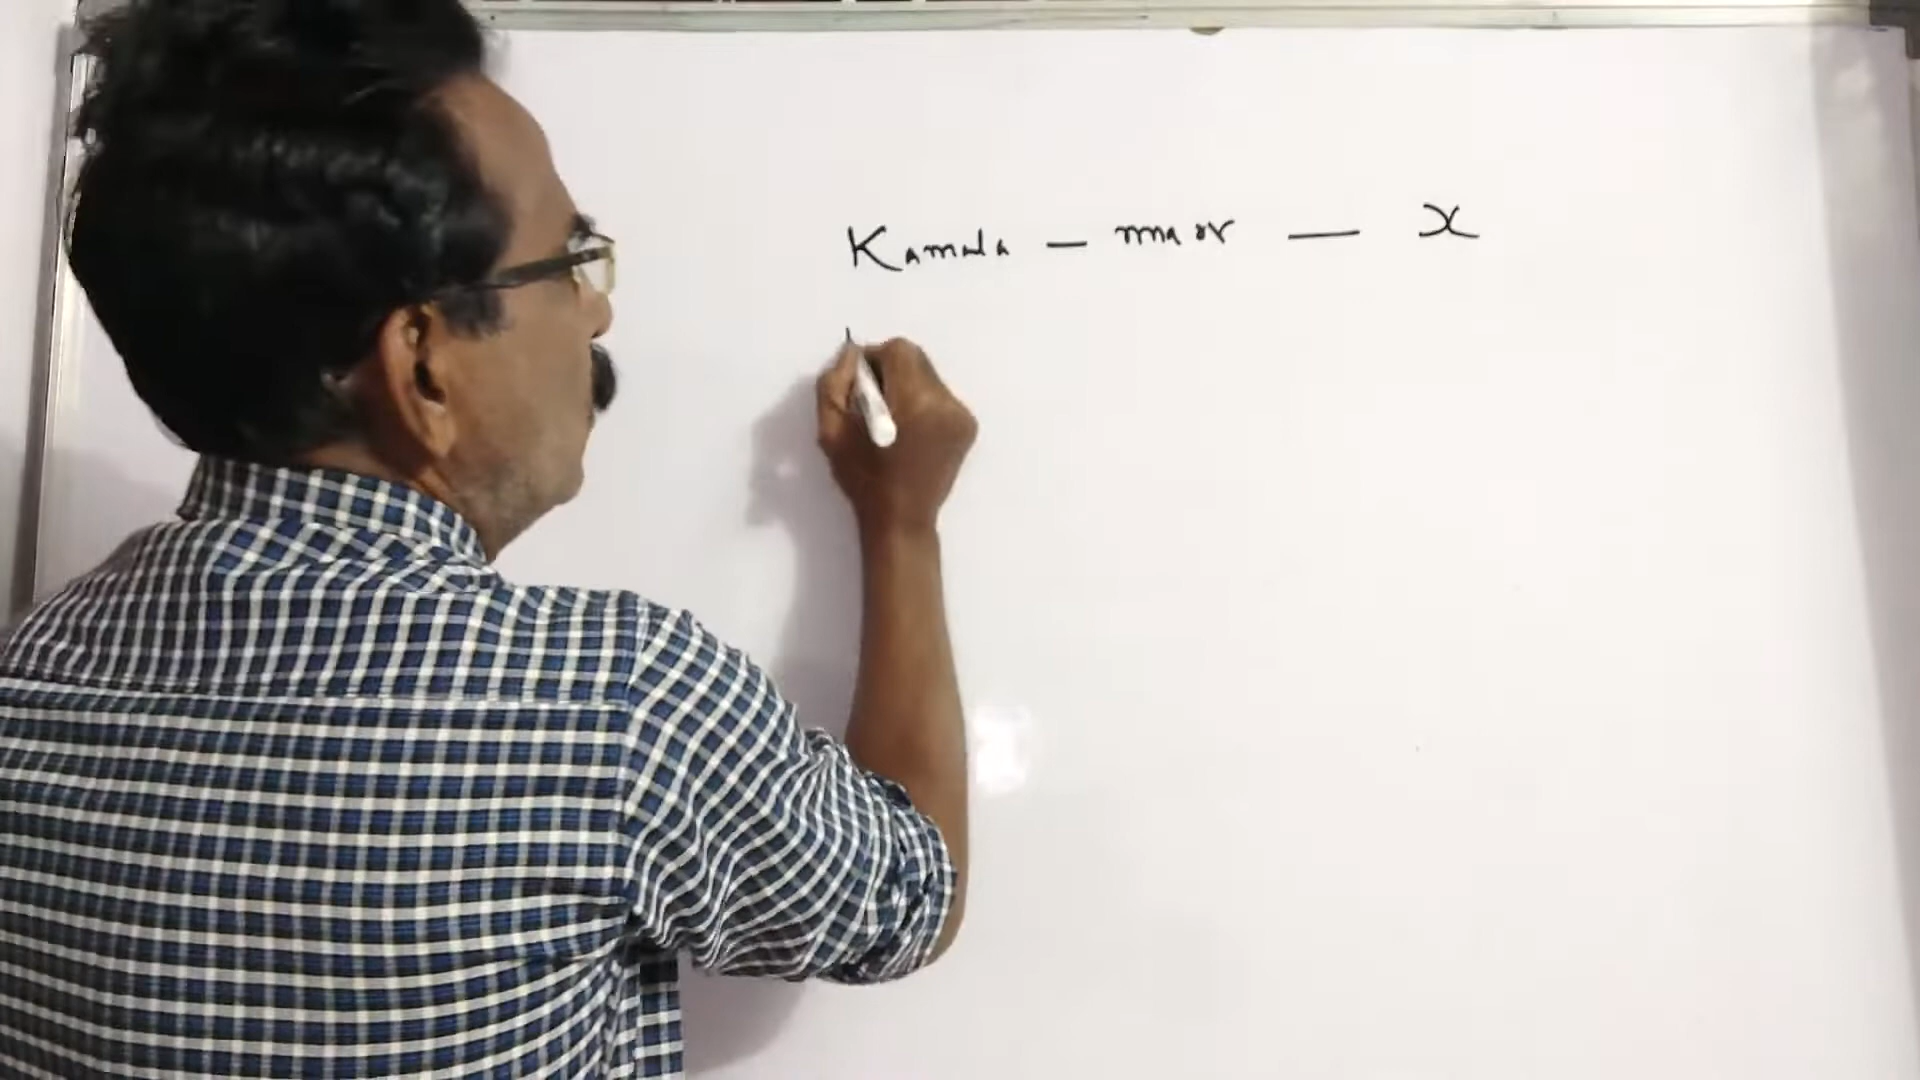 Kamala — maor — x